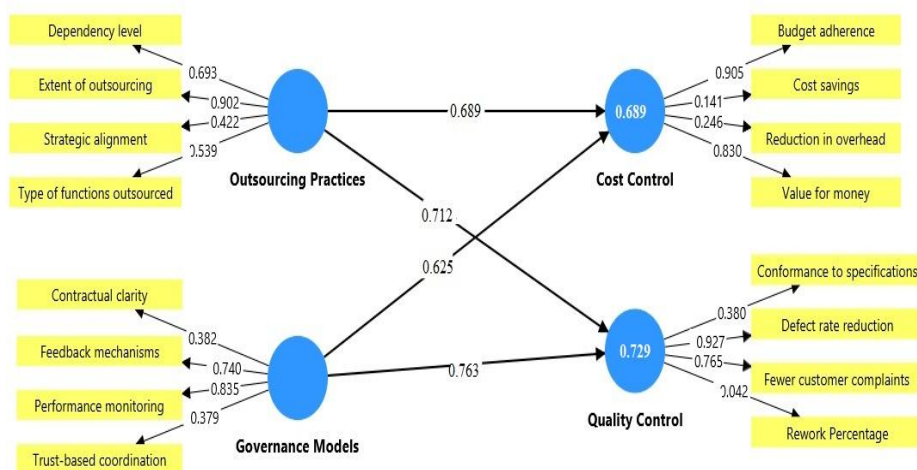 Dependency level
Extent of outsourcing
Strategic alignment
Type of functions outsourced
0.693
0.902
0.422
0.539
Outsourcing Practices
0.689
0.712
0.625
0.763
0.689
Cost Control
0.905
0.141
0.246
0.830
Budget adherence
Cost savings
Reduction in overhead
Value for money
Contractual clarity
Feedback mechanisms
Performance monitoring
Trust-based coordination
0.382
0.740
0.835
0.379
Governance Models
0.729
Quality Control
0.380
0.927
0.765
0.042
Conformance to specifications
Defect rate reduction
Fewer customer complaints
Rework Percentage